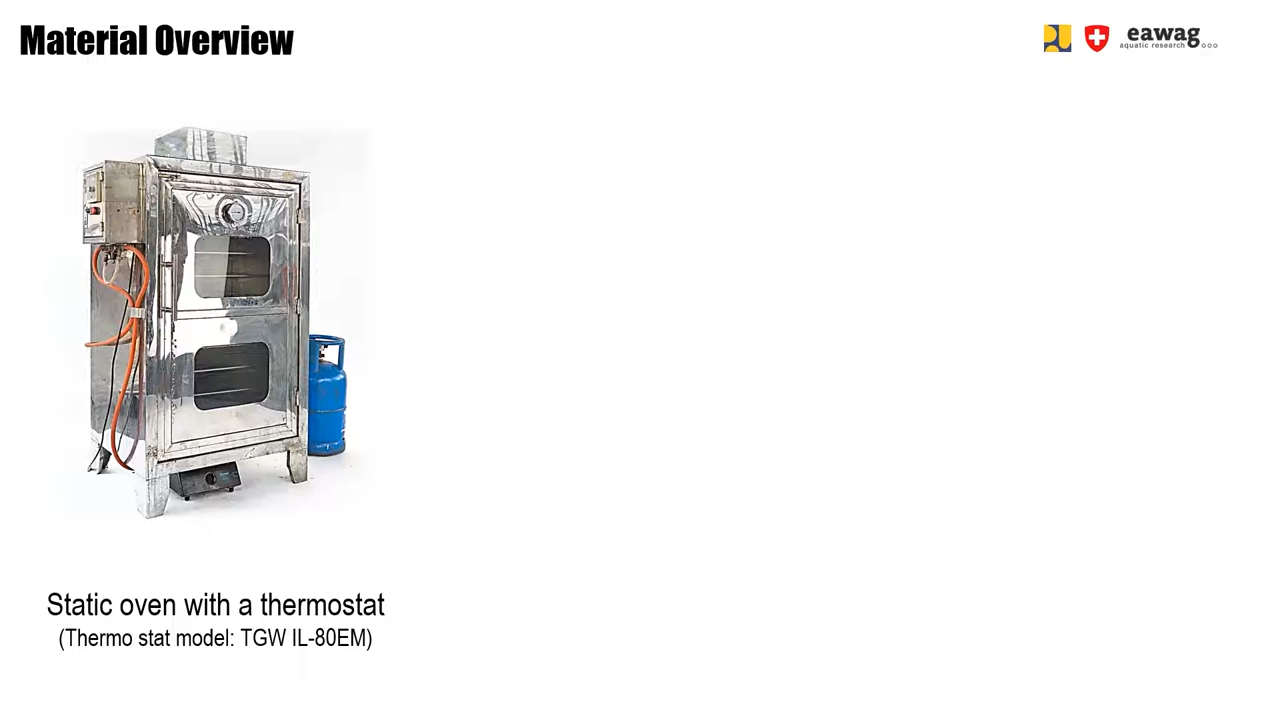 Material Overview
eawag
aquatic research
Static oven with a thermostat
(Thermo stat model: TGW IL-80EM)